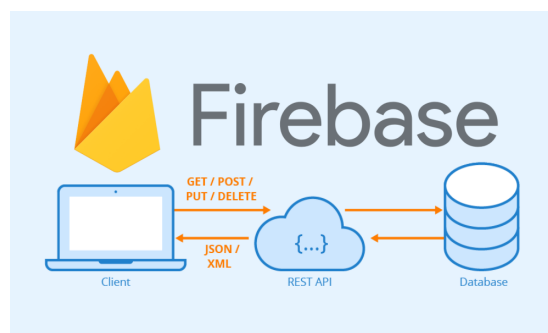 Firebase
GET / POST /
PUT / DELETE
JSON /
XML
{...}
Client
REST API
Database